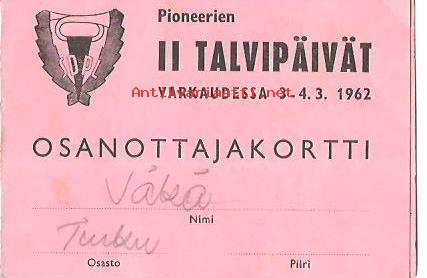 Pioneerien
II TALVIPÄIVÄT
VARKAUDESSA 3-4.3. 1962
OSANOTTAJAKORTTI
Väkä
Nimi
Turku
Osasto
Piiri